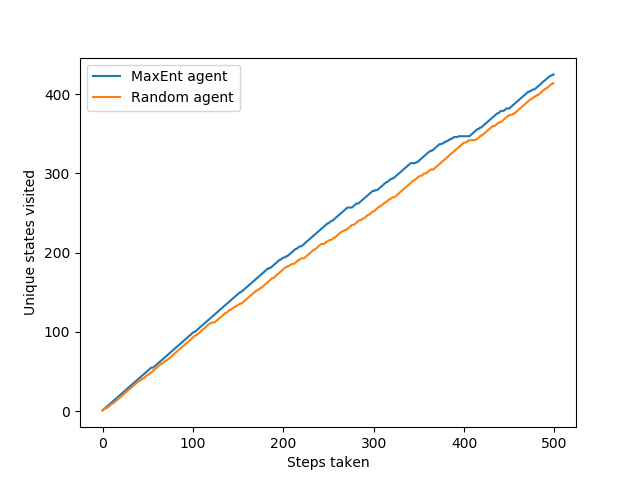 MaxEnt agent
Random agent
Unique states visited
400
300
200
100
0
0 100 200 300 400 500
Steps taken